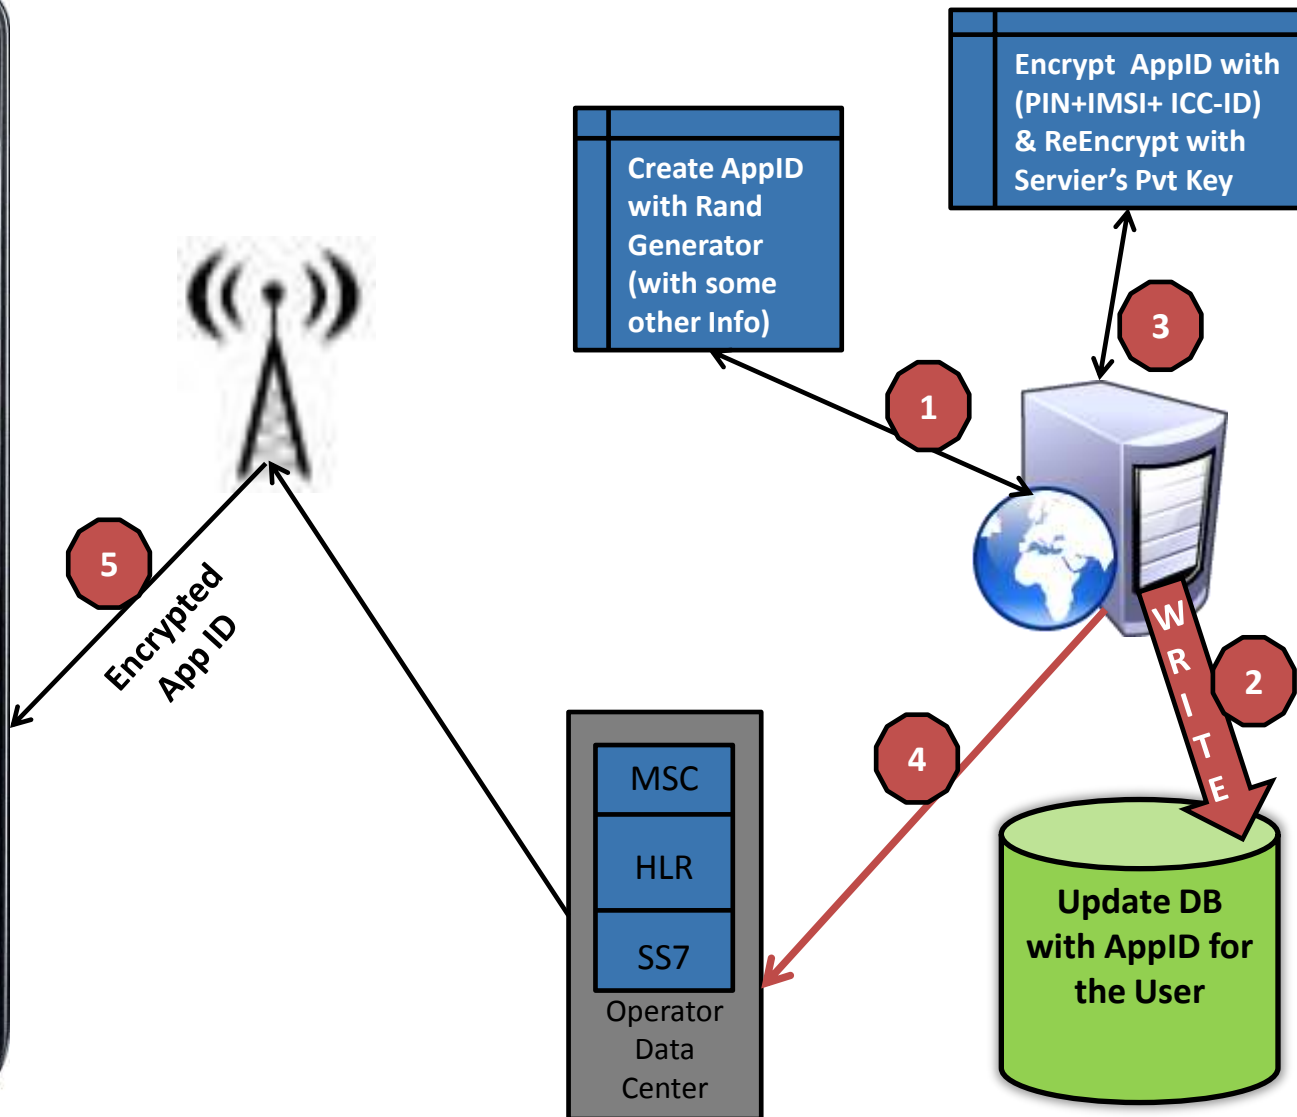 Encrypt AppID with
(PIN+IMSI+ ICC-ID)
& ReEncrypt with
Servier's Pvt Key
Create AppID
with Rand
Generator
(with some
other Info)
3
1
5
Encrypted
App ID
W
R
I
T
E
2
4
MSC
HLR
SS7
Operator
Data
Center
Update DB
with AppID for
the User